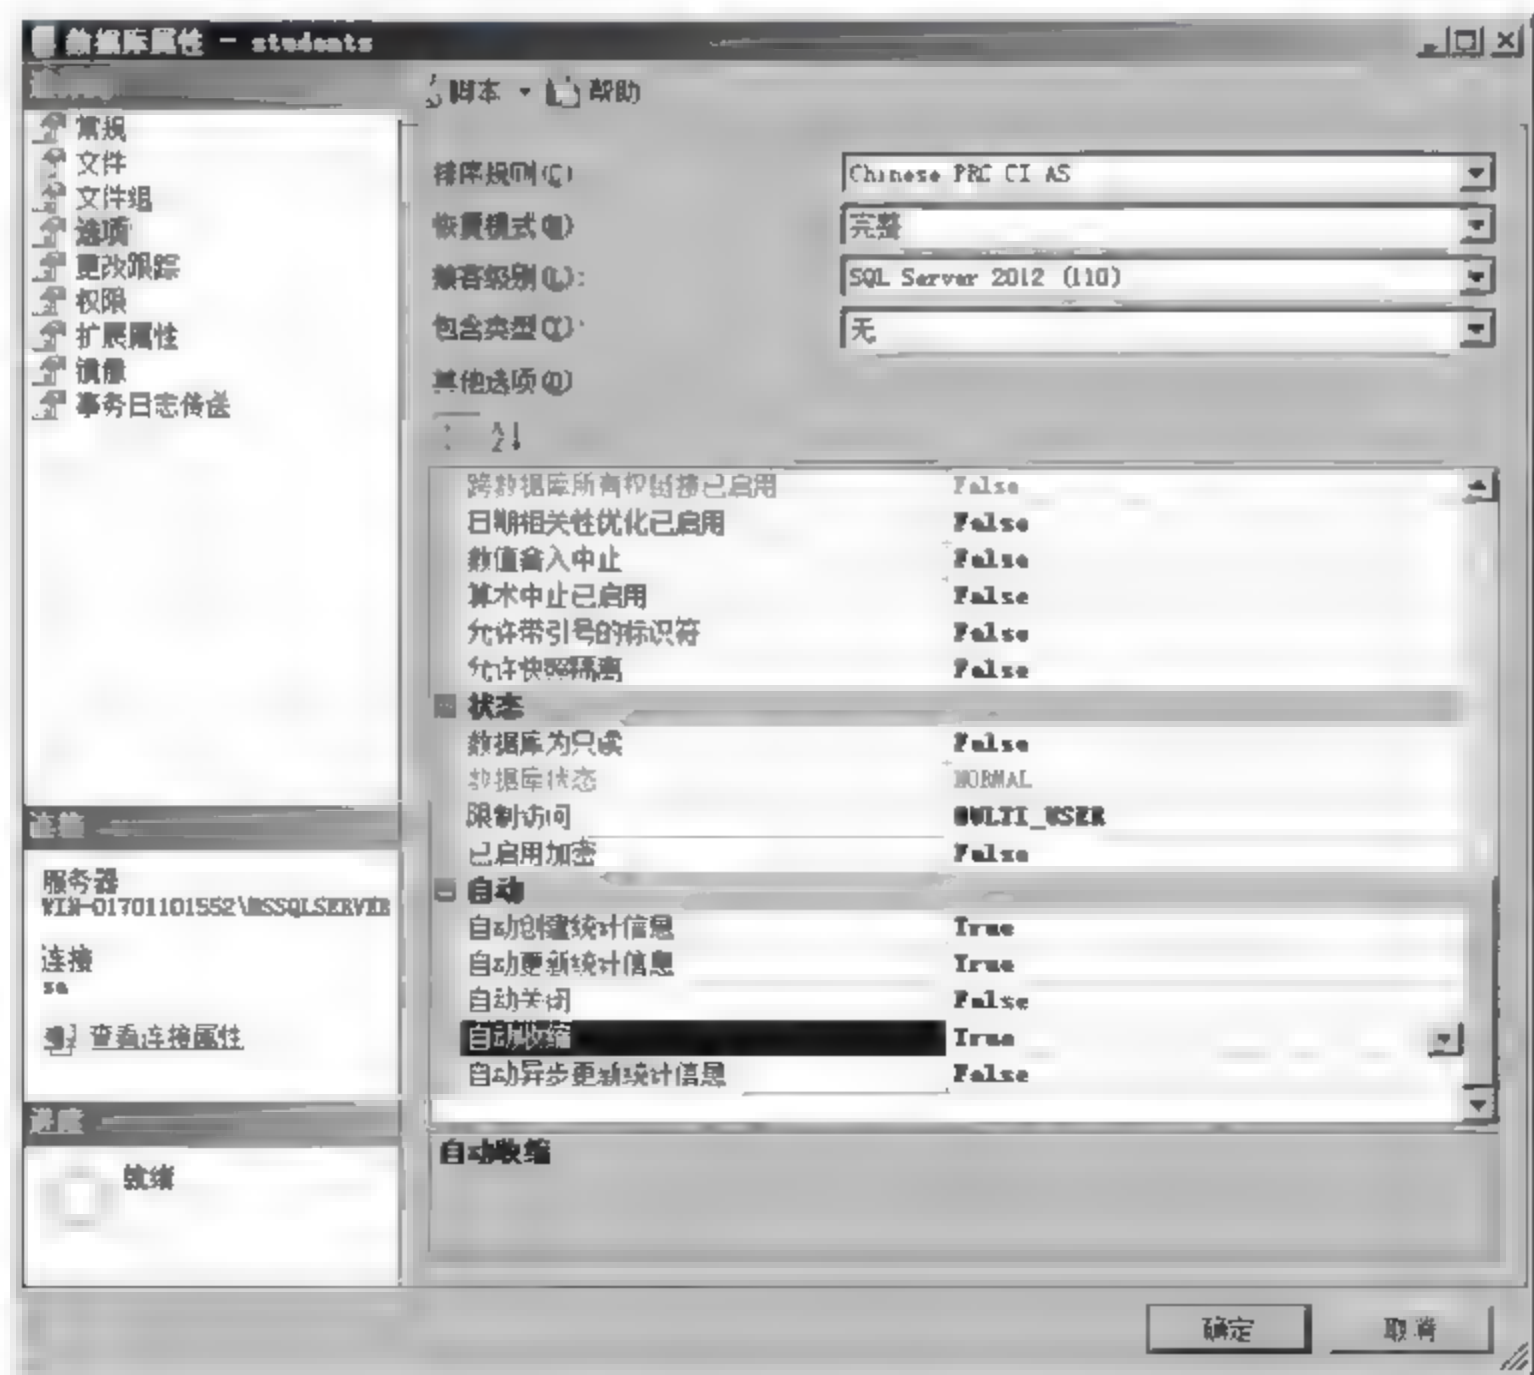 数据库属性 - students
脚本 帮助
常规
文件
文件组
选项
更改跟踪
权限
扩展属性
镜像
事务日志传送
排序规则(C)
Chinese PRC CI AS
恢复模式(M)
完整
兼容级别(L):
SQL Server 2012 (110)
包含类型(T):
无
其他选项(O)
跨数据库所有权链接已启用 False
日期相关性优化已启用 False
数值舍入中止 False
算术中止已启用 False
允许带引号的标识符 False
允许快照隔离 False
状态
数据库为只读 False
数据库状态 NORMAL
限制访问 MULTI_USER
已启用加密 False
自动
自动创建统计信息 True
自动更新统计信息 True
自动关闭 False
自动收缩 True
自动异步更新统计信息 False
自动收缩
连接
服务器
WIN-01701101552\MSSQLSERVER
连接
sa
查看连接属性
进度
就绪
确定 取消